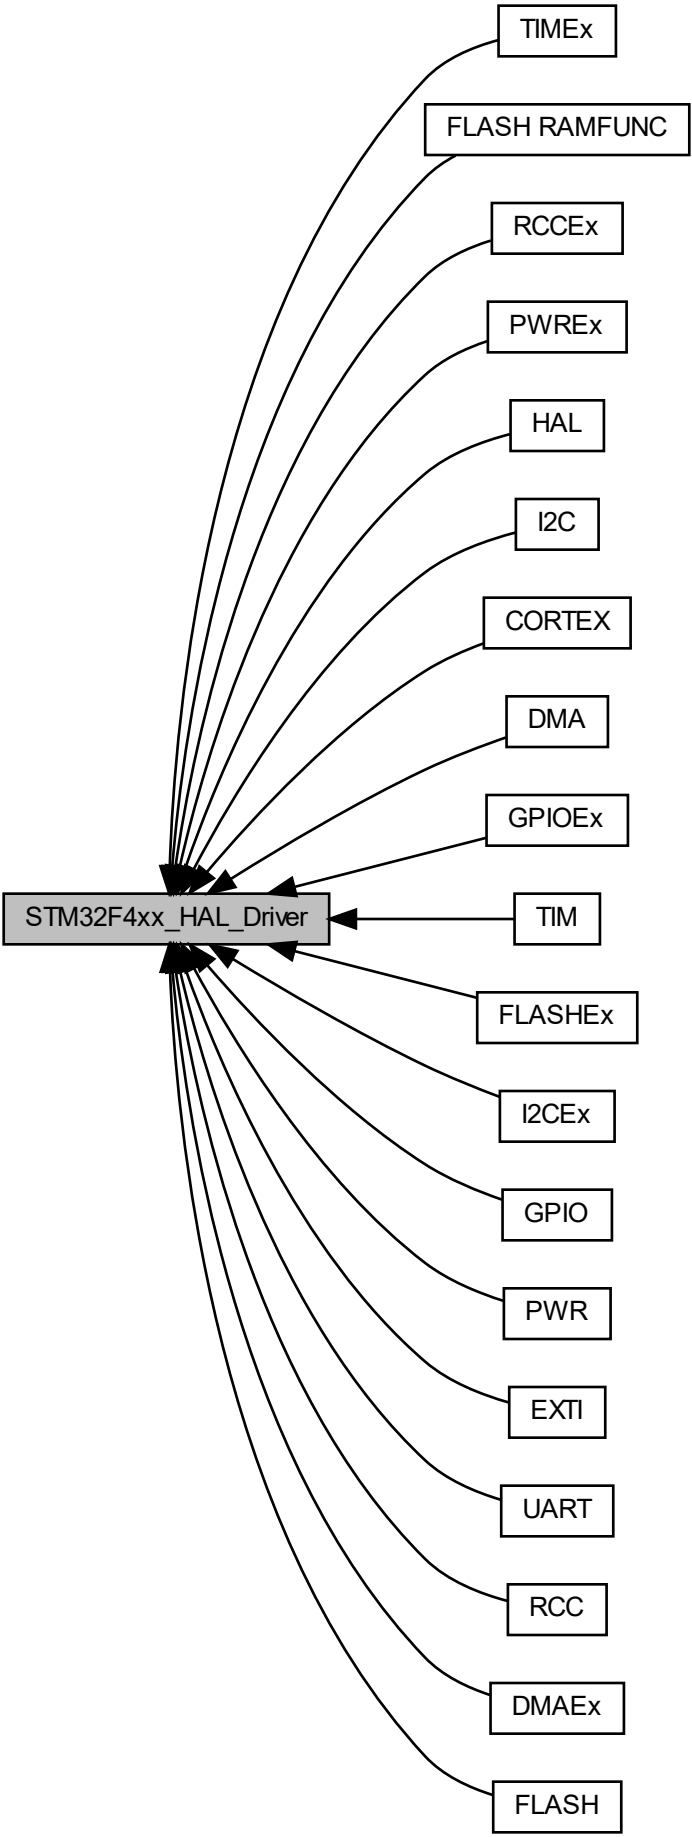 TIMEx
FLASH RAMFUNC
RCCEx
PWREx
HAL
I2C
CORTEX
DMA
GPIOEx
STM32F4xx_HAL_Driver
TIM
FLASHEx
I2CEx
GPIO
PWR
EXTI
UART
RCC
DMAEx
FLASH